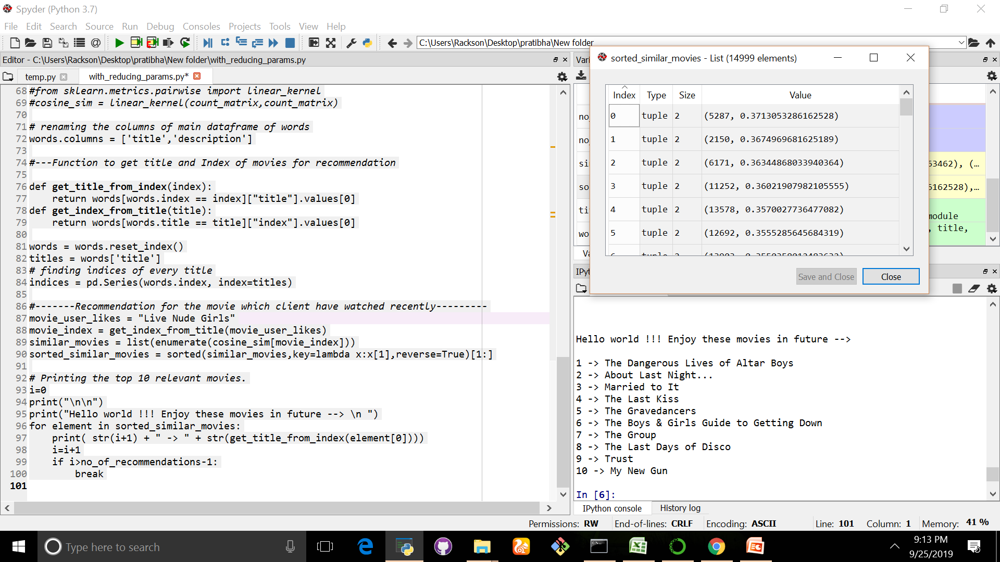 Spyder (Python 3.7)
File Edit Search Source Run Debug Consoles Projects Tools View Help
C:\Users\Rackson\Desktop\pratibha\New folder
Editor - C:\Users\Rackson\Desktop\pratibha\New folder\with_reducing_params.py
temp.py with_reducing_params.py*
68 #from sklearn.metrics.pairwise import linear_kernel
69 #cosine_sim = linear_kernel(count_matrix,count_matrix)
70
71 # renaming the columns of main dataframe of words
72 words.columns = ['title','description']
73
74 #---Function to get title and Index of movies for recommendation
75
76 def get_title_from_index(index):
77     return words[words.index == index]["title"].values[0]
78 def get_index_from_title(title):
79     return words[words.title == title]["index"].values[0]
80
81 words = words.reset_index()
82 titles = words['title']
83 # finding indices of every title
84 indices = pd.Series(words.index, index=titles)
85
86 #-------Recommendation for the movie which client have watched recently---------
87 movie_user_likes = "Live Nude Girls"
88 movie_index = get_index_from_title(movie_user_likes)
89 similar_movies = list(enumerate(cosine_sim[movie_index]))
90 sorted_similar_movies = sorted(similar_movies,key=lambda x:x[1],reverse=True)[1:]
91
92 # Printing the top 10 relevant movies.
93 i=0
94 print("\n\n")
95 print("Hello world !!! Enjoy these movies in future --> \n ")
96 for element in sorted_similar_movies:
97     print( str(i+1) + " -> " + str(get_title_from_index(element[0])))
98     i=i+1
99     if i>no_of_recommendations-1:
100         break
101
Vari
no_
no_
si
63462), (…
so
6162528),…
ti
module
, title,
wo
Va
sorted_similar_movies - List (14999 elements)
Index Type Size Value
0 tuple 2 (5287, 0.3713053286162528)
1 tuple 2 (2150, 0.3674969681625189)
2 tuple 2 (6171, 0.36344868033940364)
3 tuple 2 (11252, 0.36021907982105555)
4 tuple 2 (13578, 0.3570027736477082)
5 tuple 2 (12692, 0.3555285645684319)
Save and Close Close
IPyt
Hello world !!! Enjoy these movies in future -->
1 -> The Dangerous Lives of Altar Boys
2 -> About Last Night...
3 -> Married to It
4 -> The Last Kiss
5 -> The Gravedancers
6 -> The Boys & Girls Guide to Getting Down
7 -> The Group
8 -> The Last Days of Disco
9 -> Trust
10 -> My New Gun
In [6]:
IPython console History log
Permissions: RW End-of-lines: CRLF Encoding: ASCII Line: 101 Column: 1 Memory: 41 %
Type here to search
9:13 PM
9/25/2019